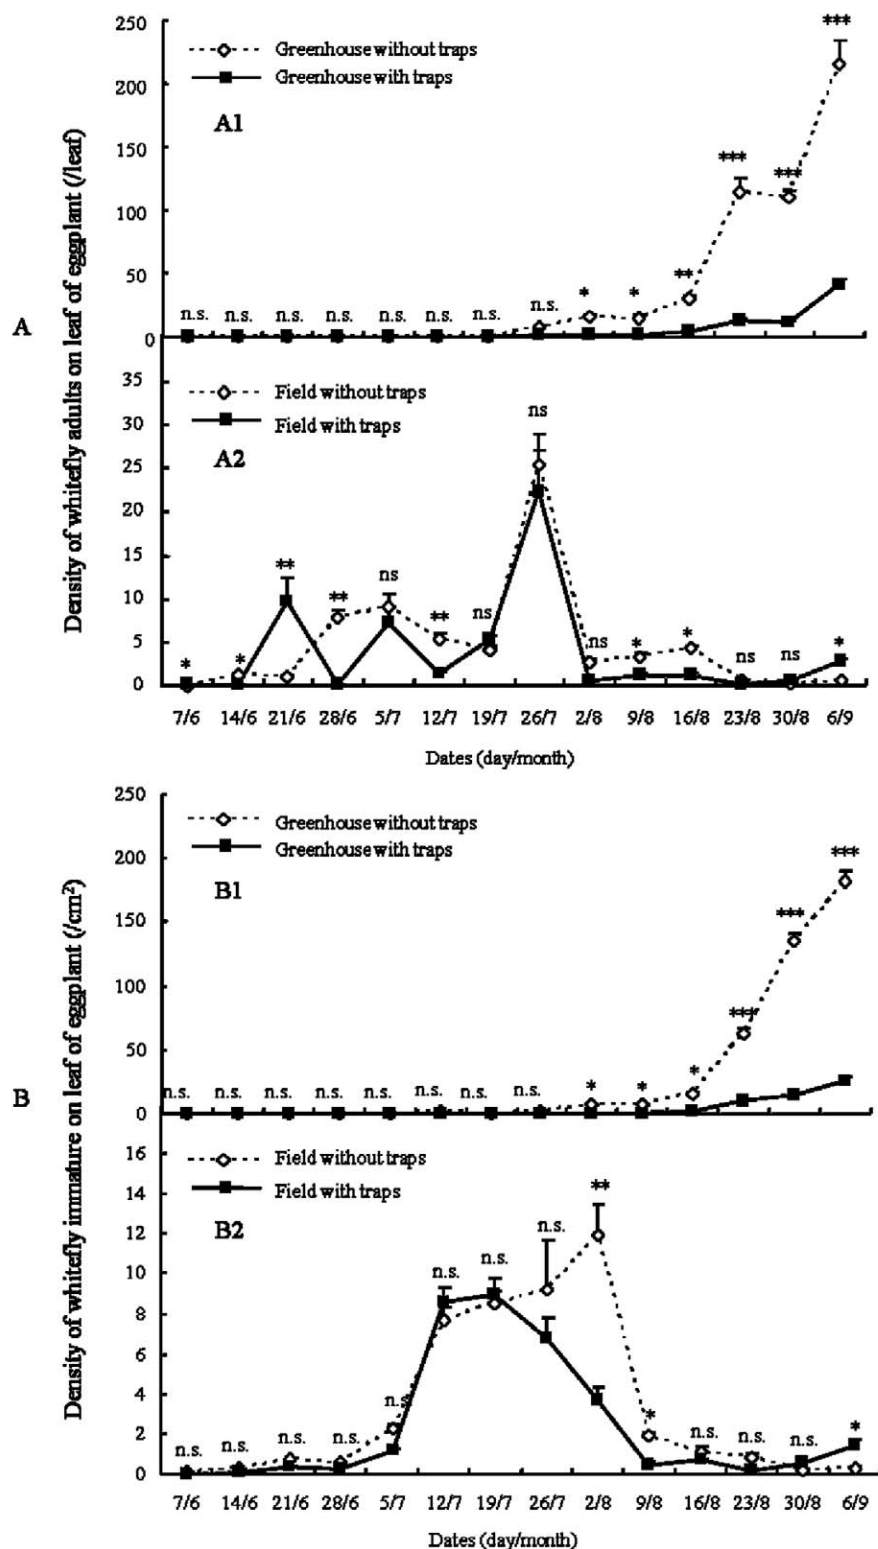 A
Density of whitefly adults on leaf of eggplant (/leaf)
250
200
150
100
50
0
Greenhouse without traps
Greenhouse with traps
A1
n.s. n.s. n.s. n.s. n.s. n.s. n.s. n.s. * * ** *** *** ***
35
30
25
20
15
10
5
0
Field without traps
Field with traps
A2
* * ** ** ns ** ns ns ns * * ns ns *
7/6 14/6 21/6 28/6 5/7 12/7 19/7 26/7 2/8 9/8 16/8 23/8 30/8 6/9
Dates (day/month)
B
Density of whitefly immature on leaf of eggplant (/cm²)
250
200
150
100
50
0
Greenhouse without traps
Greenhouse with traps
B1
n.s. n.s. n.s. n.s. n.s. n.s. n.s. n.s. * * * *** *** ***
16
14
12
10
8
6
4
2
0
Field without traps
Field with traps
B2
n.s. n.s. n.s. n.s. n.s. n.s. n.s. n.s. ** * n.s. n.s. n.s. *
7/6 14/6 21/6 28/6 5/7 12/7 19/7 26/7 2/8 9/8 16/8 23/8 30/8 6/9
Dates (day/month)